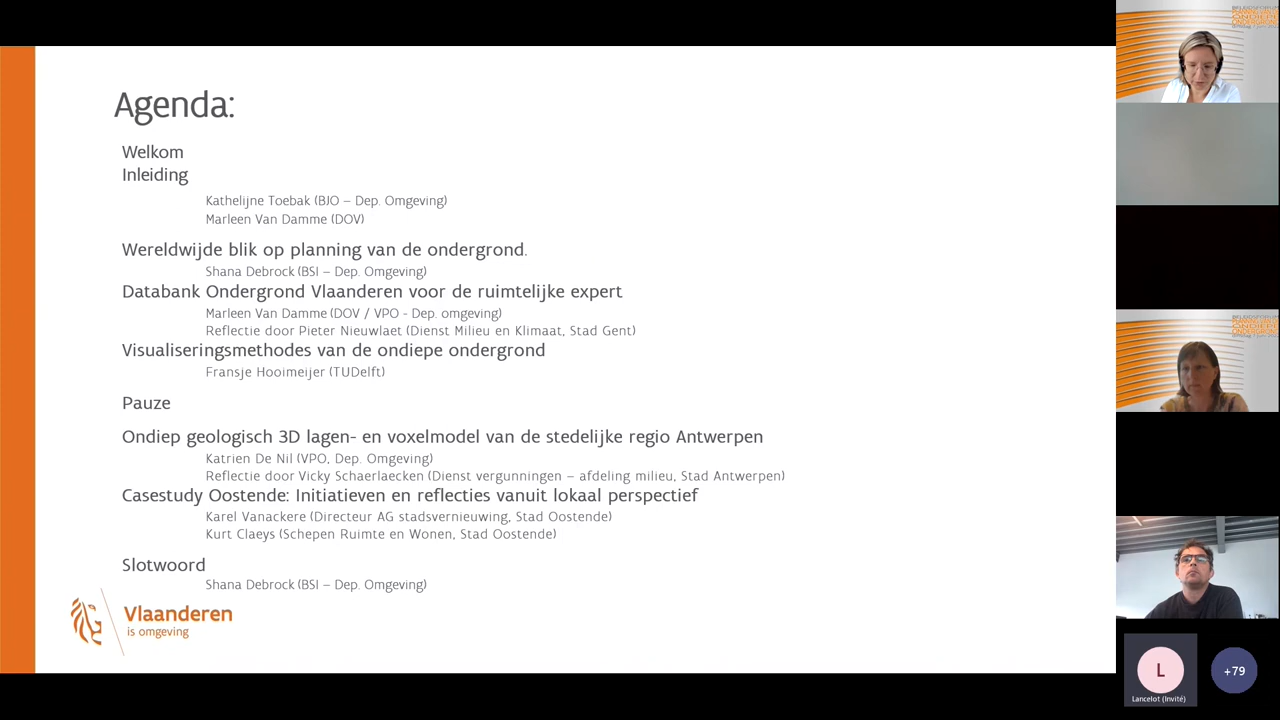 Agenda:
Welkom
Inleiding
Kathelijne Toebak (BJO – Dep. Omgeving)
Marleen Van Damme (DOV)
Wereldwijde blik op planning van de ondergrond.
Shana Debrock (BSI – Dep. Omgeving)
Databank Ondergrond Vlaanderen voor de ruimtelijke expert
Marleen Van Damme (DOV / VPO - Dep. omgeving)
Reflectie door Pieter Nieuwlaet (Dienst Milieu en Klimaat, Stad Gent)
Visualiseringsmethodes van de ondiepe ondergrond
Fransje Hooimeijer (TUDelft)
Pauze
Ondiep geologisch 3D lagen- en voxelmodel van de stedelijke regio Antwerpen
Katrien De Nil (VPO, Dep. Omgeving)
Reflectie door Vicky Schaerlaecken (Dienst vergunningen – afdeling milieu, Stad Antwerpen)
Casestudy Oostende: Initiatieven en reflecties vanuit lokaal perspectief
Karel Vanackere (Directeur AG stadsvernieuwing, Stad Oostende)
Kurt Claeys (Schepen Ruimte en Wonen, Stad Oostende)
Slotwoord
Shana Debrock (BSI – Dep. Omgeving)
Vlaanderen
is omgeving
ONDIEPE
ONDERGROND
L
Lancelot (Invité)
+79